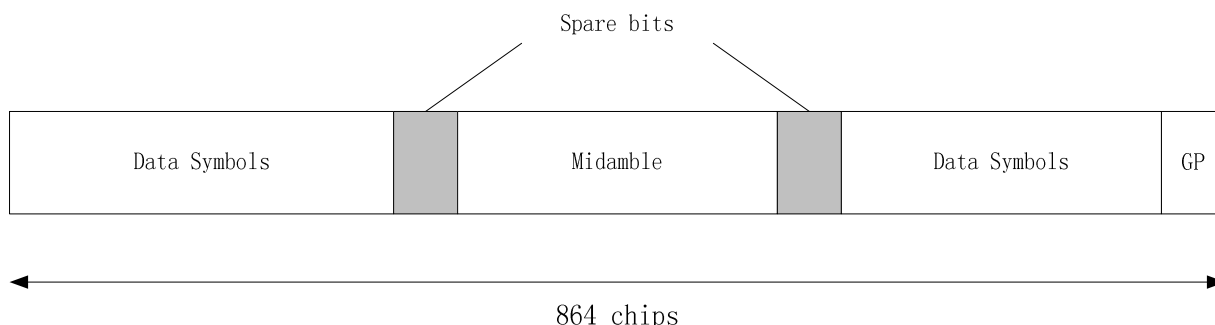 Spare bits
Data Symbols
Midamble
Data Symbols
GP
864 chips